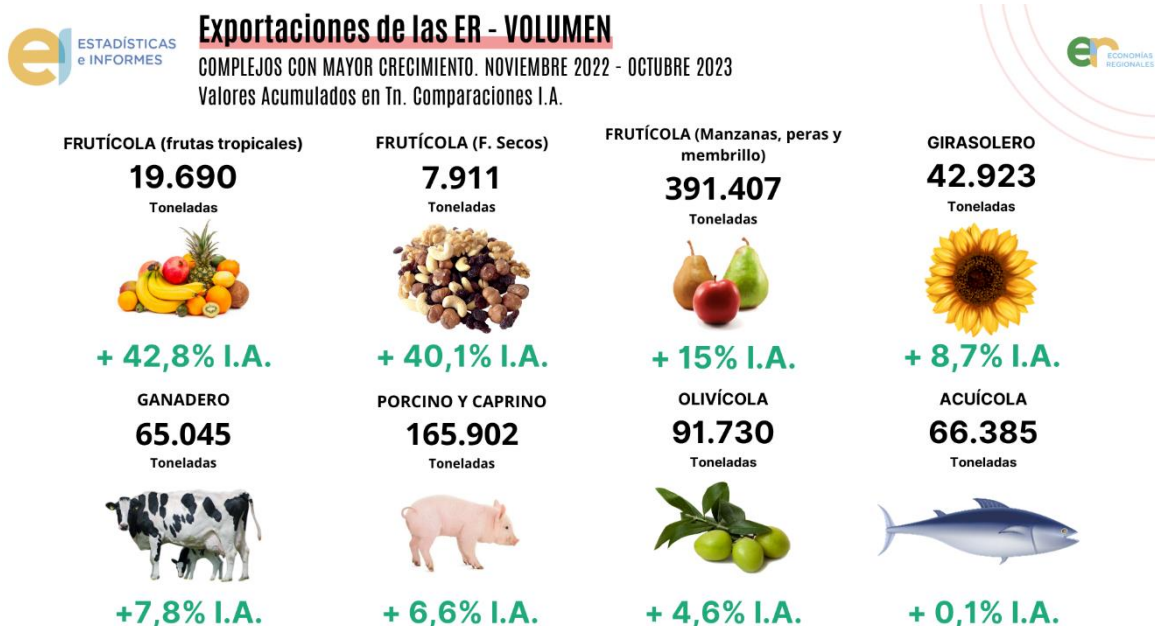 ESTADÍSTICAS
e INFORMES
Exportaciones de las ER - VOLUMEN
COMPLEJOS CON MAYOR CRECIMIENTO. NOVIEMBRE 2022 - OCTUBRE 2023
Valores Acumulados en Tn. Comparaciones I.A.
er
ECONOMÍAS
REGIONALES
FRUTÍCOLA (frutas tropicales)
19.690
Toneladas
+ 42,8% I.A.
FRUTÍCOLA (F. Secos)
7.911
Toneladas
+ 40,1% I.A.
FRUTÍCOLA (Manzanas, peras y
membrillo)
391.407
Toneladas
+ 15% I.A.
GIRASOLERO
42.923
Toneladas
+ 8,7% I.A.
GANADERO
65.045
Toneladas
+7,8% I.A.
PORCINO Y CAPRINO
165.902
Toneladas
+ 6,6% I.A.
OLIVÍCOLA
91.730
Toneladas
+ 4,6% I.A.
ACUÍCOLA
66.385
Toneladas
+ 0,1% I.A.